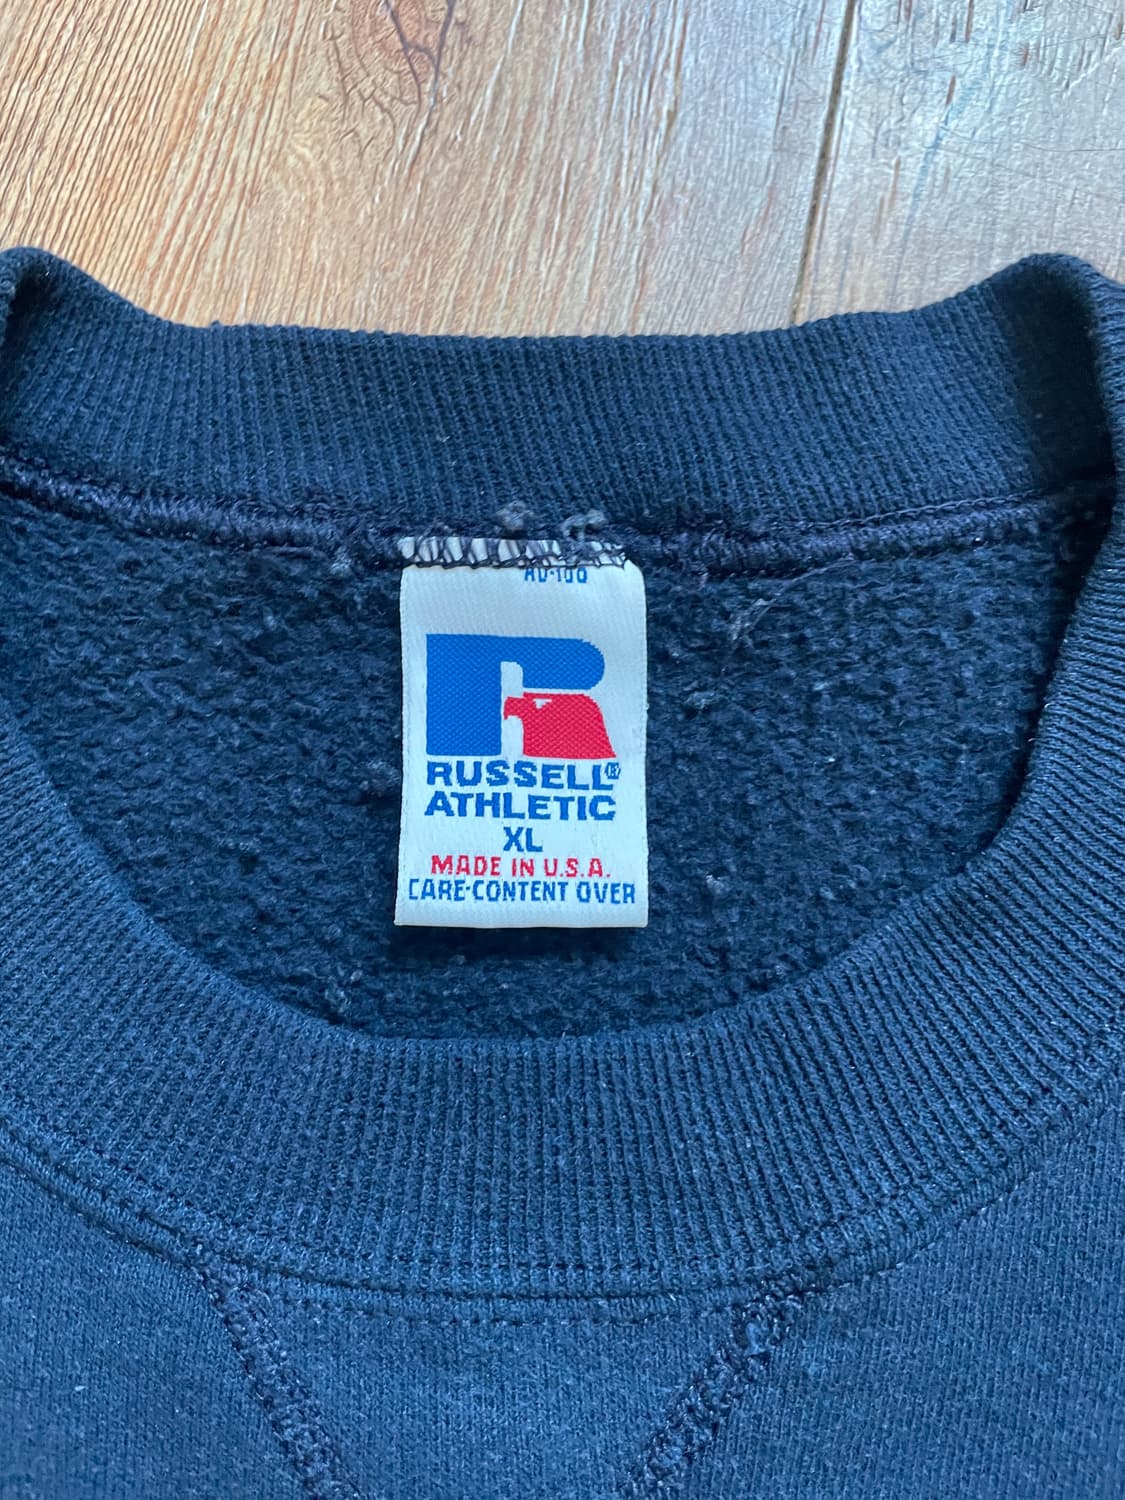 RUSSELL®
ATHLETIC
XL
MADE IN U.S.A.
CARE-CONTENT OVER